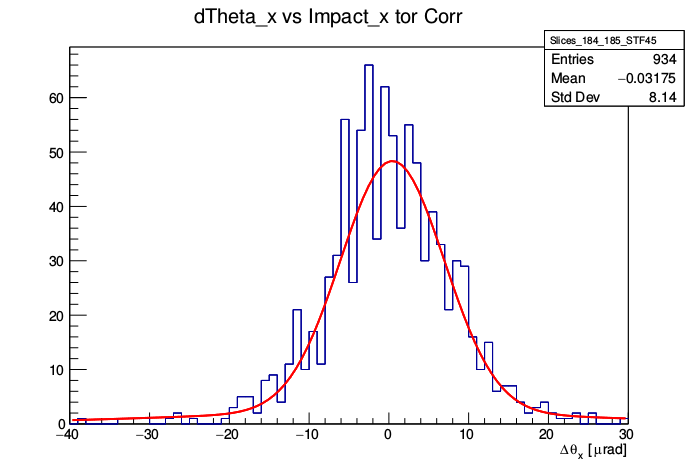 dTheta_x vs Impact_x tor Corr
Slices_184_185_STF45
Entries 934
Mean −0.03175
Std Dev 8.14
60
50
40
30
20
10
0
−40 −30 −20 −10 0 10 20 30
Δθx [μrad]